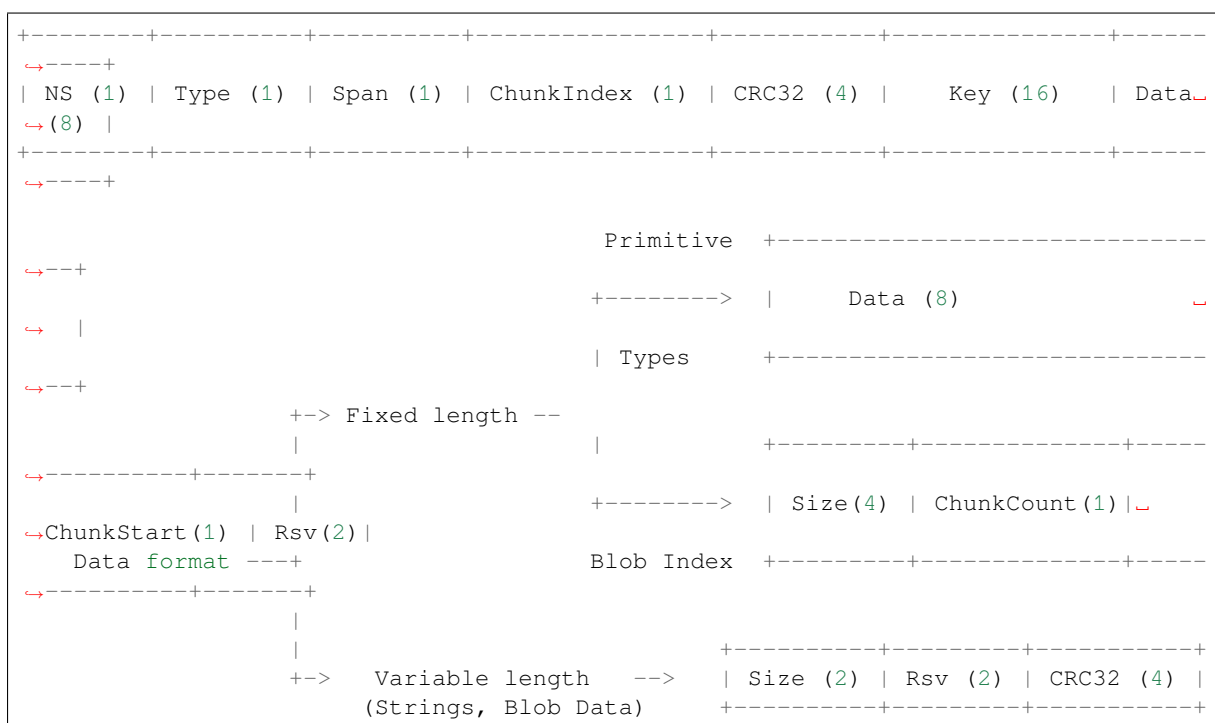 +--------+----------+----------+---------------+-----------+--------------+------
↪----+
| NS (1) | Type (1) | Span (1) | ChunkIndex (1) | CRC32 (4) |    Key (16)   | Data␣
↪(8) |
+--------+----------+----------+---------------+-----------+--------------+------
↪----+
Primitive  +-----------------------------
↪--+
+-------->  |     Data (8)                ␣
↪  |
| Types     +-----------------------------
↪--+
+-> Fixed length --
|                   |           +---------+--------------+-----
↪----------+-------+
|                   +-------->  | Size(4) | ChunkCount(1)|␣
↪ChunkStart(1) | Rsv(2)|
Data format ---+                   Blob Index  +---------+--------------+-----
↪----------+-------+
|
|                             +----------+---------+-----------+
+->   Variable length   -->   | Size (2) | Rsv (2) | CRC32 (4) |
(Strings, Blob Data)     +----------+---------+-----------+